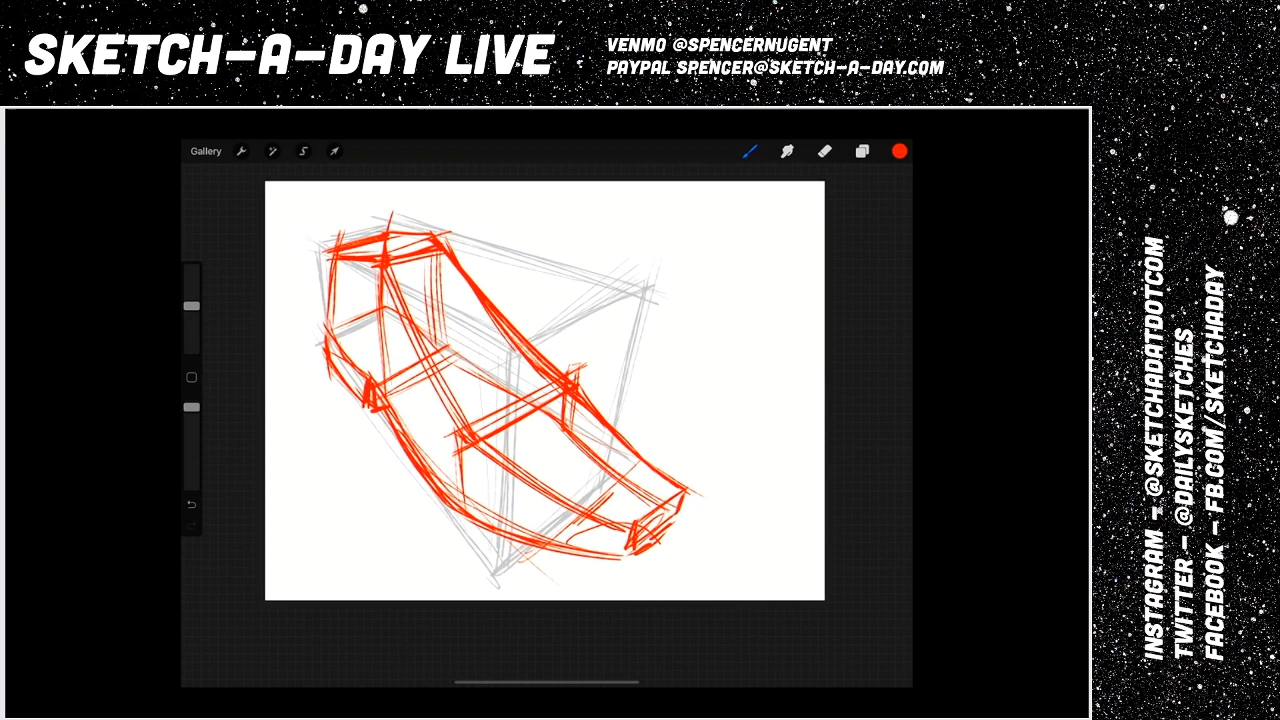 SKETCH-A-DAY LIVE
VENMO @SPENCERNUGENT
PAYPAL SPENCER@SKETCH-A-DAY.COM
Gallery
INSTAGRAM - @SKETCHADAYDOTCOM
TWITTER - @DAILYSKETCHES
FACEBOOK - FB.COM/SKETCHADAY